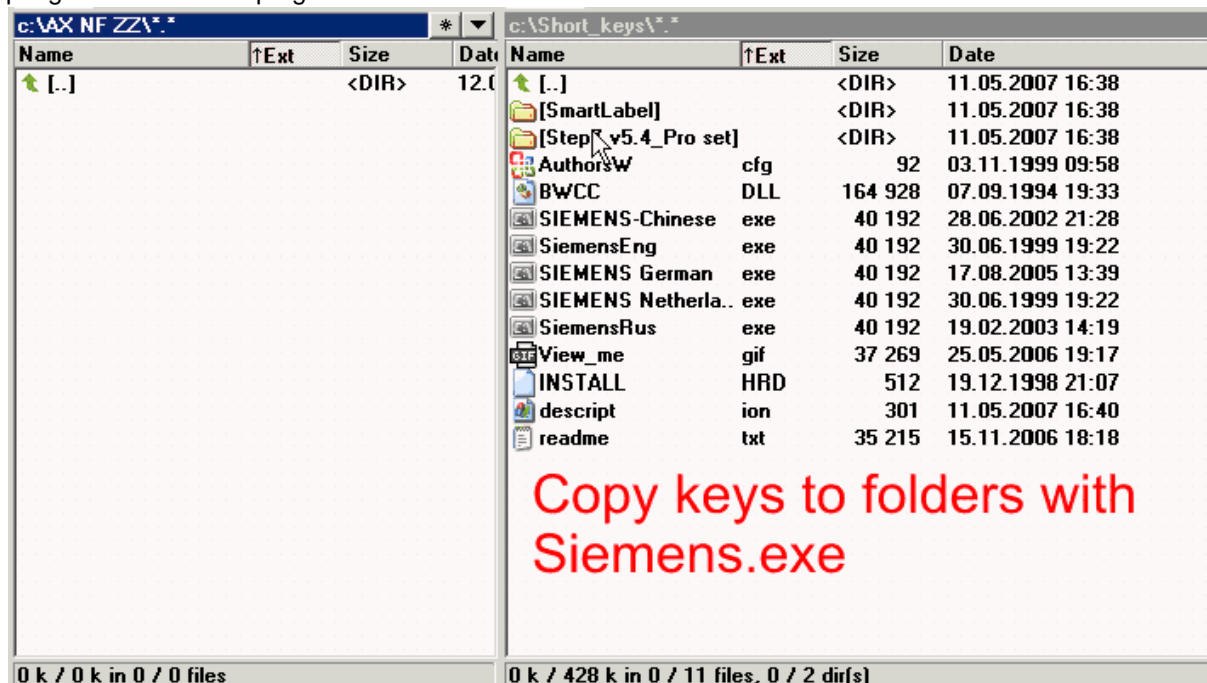 c:\AX NF ZZ\*.* * ▼
Name ↑Ext Size Dat
[..] <DIR> 12.0
0 k / 0 k in 0 / 0 files
c:\Short_keys\*.*
Name ↑Ext Size Date
[..] <DIR> 11.05.2007 16:38
[SmartLabel] <DIR> 11.05.2007 16:38
[Step v5.4_Pro set] <DIR> 11.05.2007 16:38
AuthorsW cfg 92 03.11.1999 09:58
BWCC DLL 164 928 07.09.1994 19:33
SIEMENS-Chinese exe 40 192 28.06.2002 21:28
SiemensEng exe 40 192 30.06.1999 19:22
SIEMENS German exe 40 192 17.08.2005 13:39
SIEMENS Netherla.. exe 40 192 30.06.1999 19:22
SiemensRus exe 40 192 19.02.2003 14:19
View_me gif 37 269 25.05.2006 19:17
INSTALL HRD 512 19.12.1998 21:07
descript ion 301 11.05.2007 16:40
readme txt 35 215 15.11.2006 18:18
Copy keys to folders with
Siemens.exe
0 k / 428 k in 0 / 11 files, 0 / 2 dir(s)